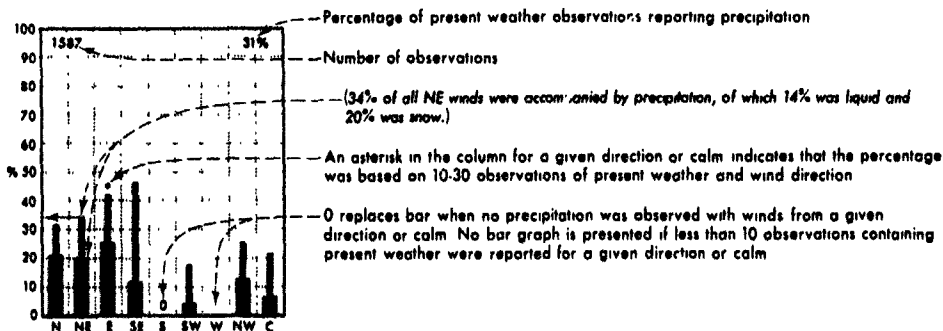 Percentage of present weather observations reporting precipitation
100
1587
31%
90
Number of observations
80
70
(34% of all NE winds were accompanied by precipitation, of which 14% was liquid and
20% was snow.)
60
%
50
An asterisk in the column for a given direction or calm indicates that the percentage
was based on 10-30 observations of present weather and wind direction
*
40
30
0 replaces bar when no precipitation was observed with winds from a given
direction or calm No bar graph is presented if less than 10 observations containing
present weather were reported for a given direction or calm
20
10
0
0
N NE E SE S SW W NW C